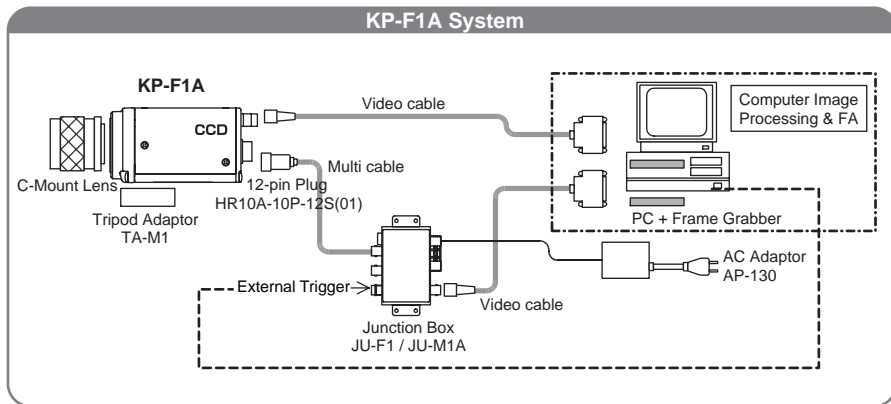 KP-F1A System
KP-F1A
CCD
Video cable
Computer Image
Processing & FA
C-Mount Lens
Multi cable
12-pin Plug
HR10A-10P-12S(01)
Tripod Adaptor
TA-M1
PC + Frame Grabber
AC Adaptor
AP-130
External Trigger
Video cable
Junction Box
JU-F1 / JU-M1A